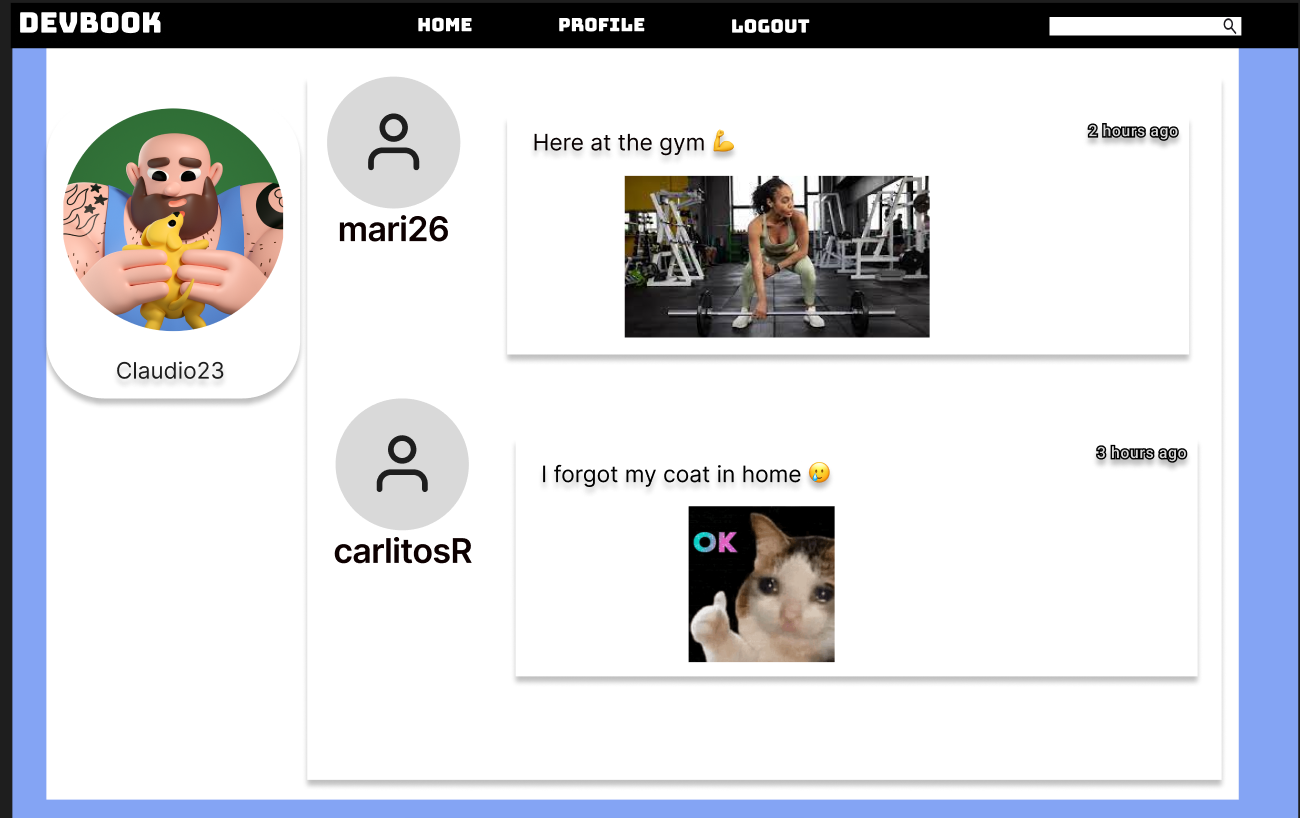 DEVBOOK
HOME
PROFILE
LOGOUT
Claudio23
mari26
Here at the gym 💪
2 hours ago
carlitosR
I forgot my coat in home 🥲
3 hours ago
OK